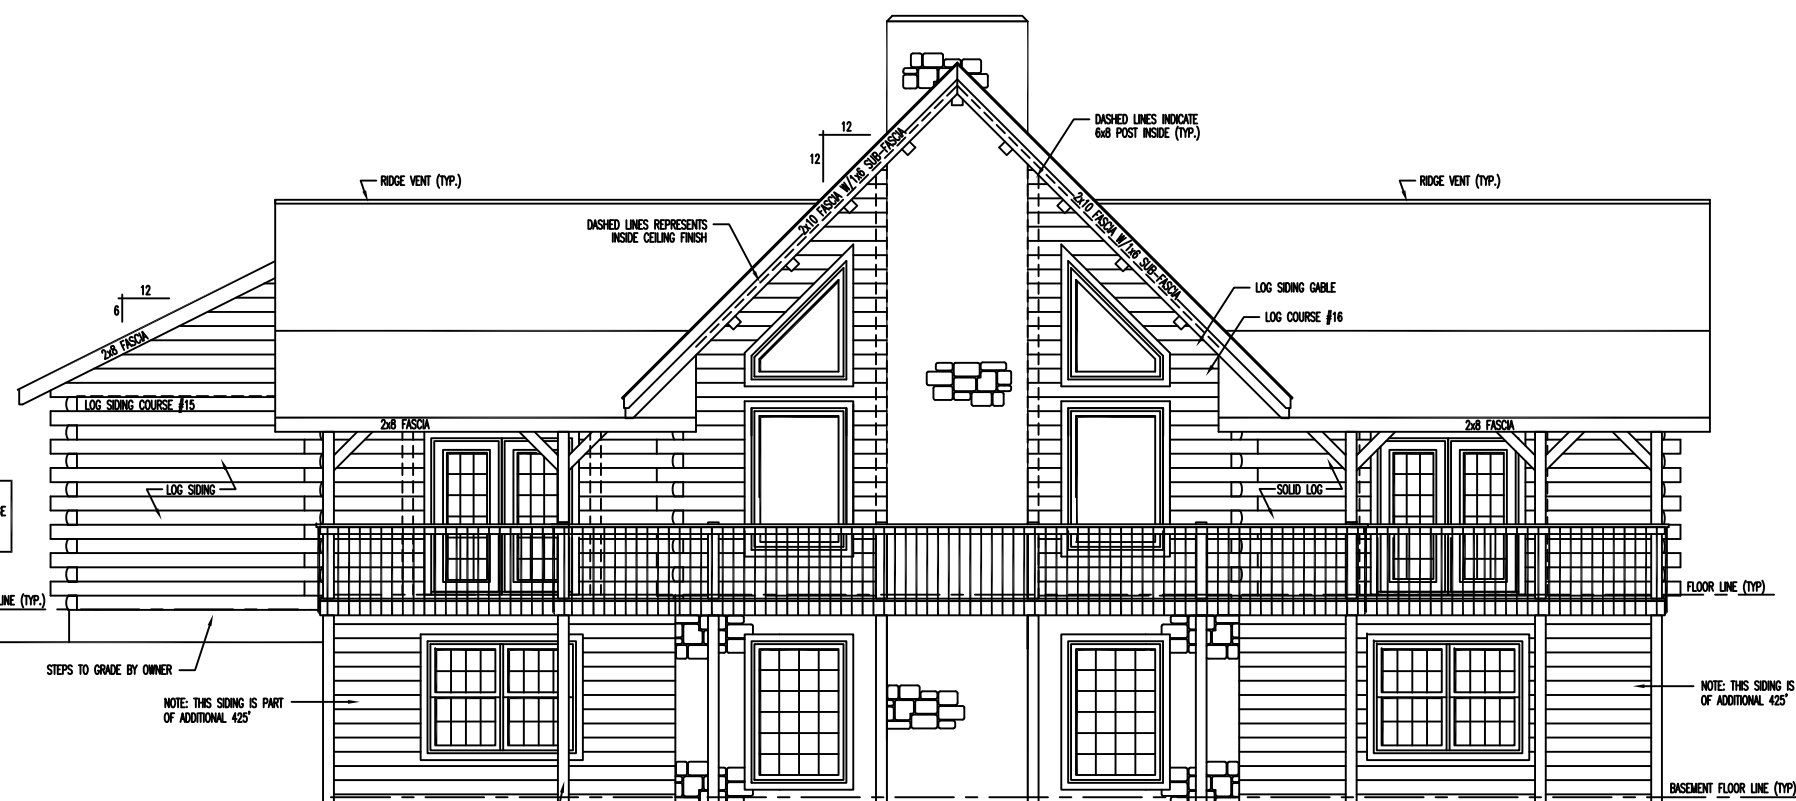 12
12
DASHED LINES INDICATE
6x8 POST INSIDE (TYP.)
RIDGE VENT (TYP.)
RIDGE VENT (TYP.)
2x10 FASCIA W/1x6 SUB-FASCIA
2x10 FASCIA W/1x6 SUB-FASCIA
DASHED LINES REPRESENTS
INSIDE CEILING FINISH
12
6
2x8 FASCIA
LOG SIDING GABLE
LOG COURSE #16
LOG SIDING COURSE #15
2x8 FASCIA
2x8 FASCIA
LOG SIDING
SOLID LOG
E
FLOOR LINE (TYP)
INE (TYP.)
STEPS TO GRADE BY OWNER
NOTE: THIS SIDING IS PART
OF ADDITIONAL 425'
NOTE: THIS SIDING IS
OF ADDITIONAL 425'
BASEMENT FLOOR LINE (TYP)